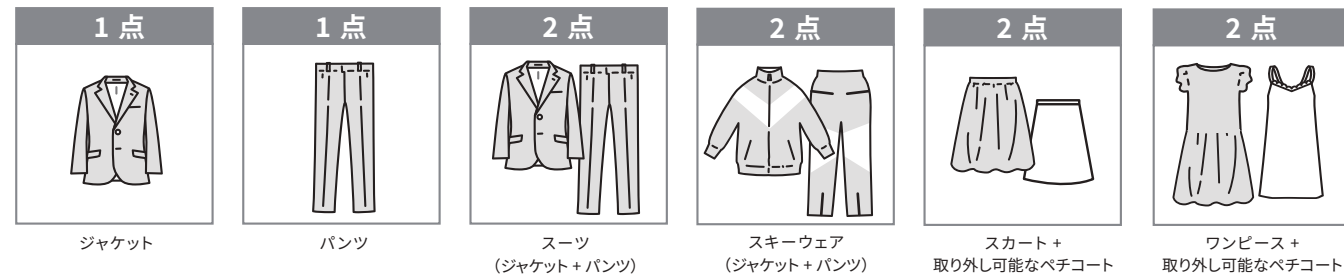 1 点
ジャケット
1 点
パンツ
2 点
スーツ
（ジャケット + パンツ）
2 点
スキーウェア
（ジャケット + パンツ）
2 点
スカート +
取り外し可能なペチコート
2 点
ワンピース +
取り外し可能なペチコート